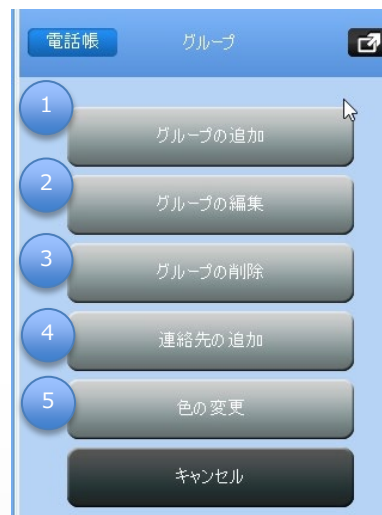 電話帳 グループ
1
グループの追加
2
グループの編集
3
グループの削除
4
連絡先の追加
5
色の変更
キャンセル